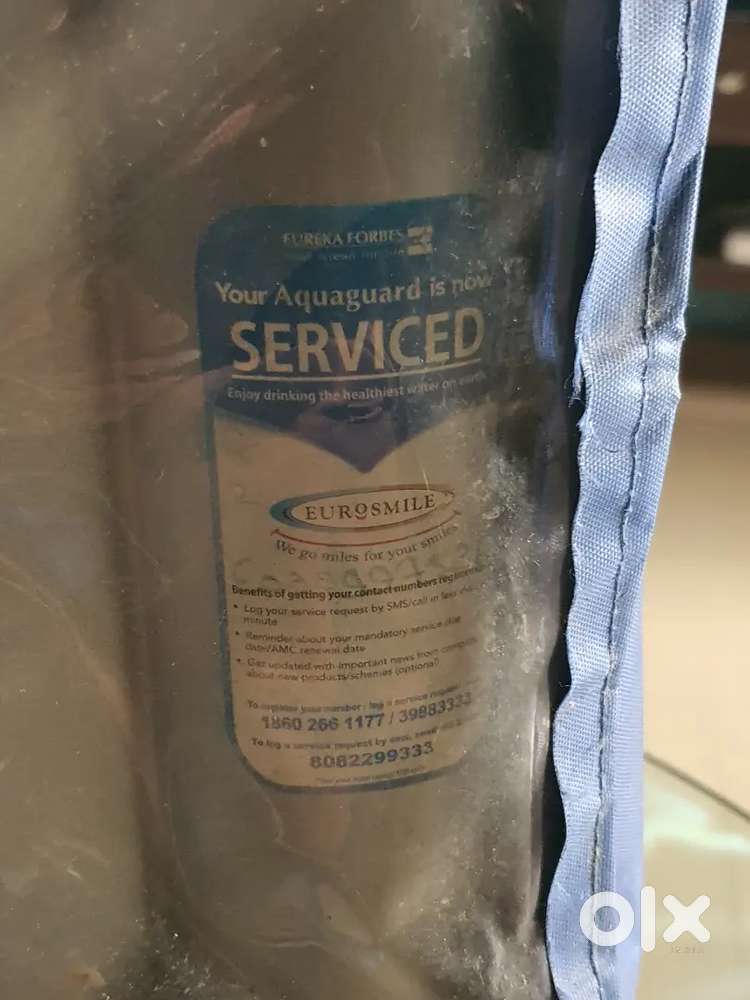 EUREKA FORBES
Your Aquaguard is now
SERVICED
Enjoy drinking the healthiest water on earth
EUROSMILE
We go miles for your smiles
Benefits of getting your contact numbers
• Log your service request by SMS/call in less
minute
• Reminder about your mandatory service due
date/AMC renewal date
• Get updated with important news from
about new products/schemes (optional)
To register your number / log a service request
1860 266 1177 / 39883333
To log a service request by sms, send
8082299333
olx